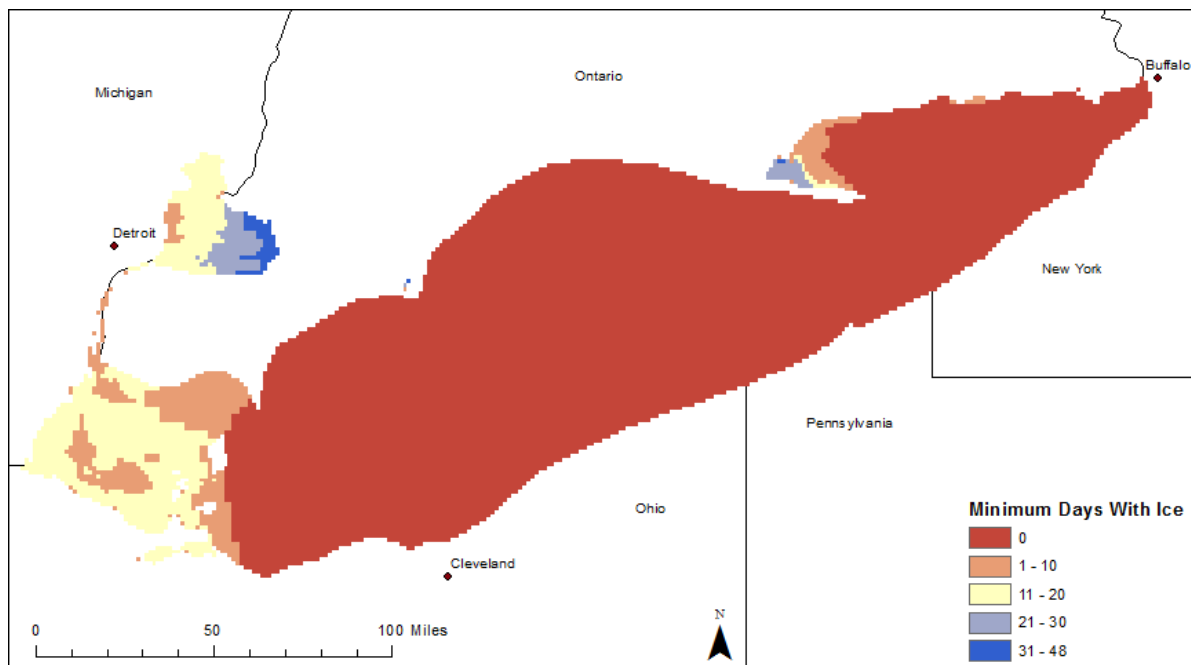 Buffalo
Ontario
Michigan
Detroit
New York
Pennsylvania
Ohio
Cleveland
Minimum Days With Ice
0
1 - 10
11 - 20
21 - 30
31 - 48
0 50 100 Miles
N